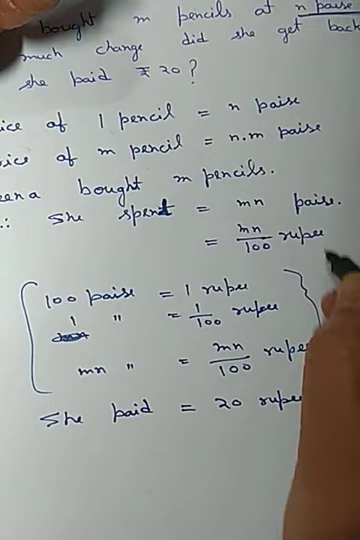 bought m pencils at n paise
much change did she get back
she paid ₹ 20 ?
ice of 1 pencil = n paise
ice of m pencil = n.m paise
eena bought m pencils.
∴ She spent = mn paise.
= mn/100 rupee
100 paise = 1 rupee
1 " = 1/100 rupee
mn " = mn/100 rupee
She paid = 20 rupee